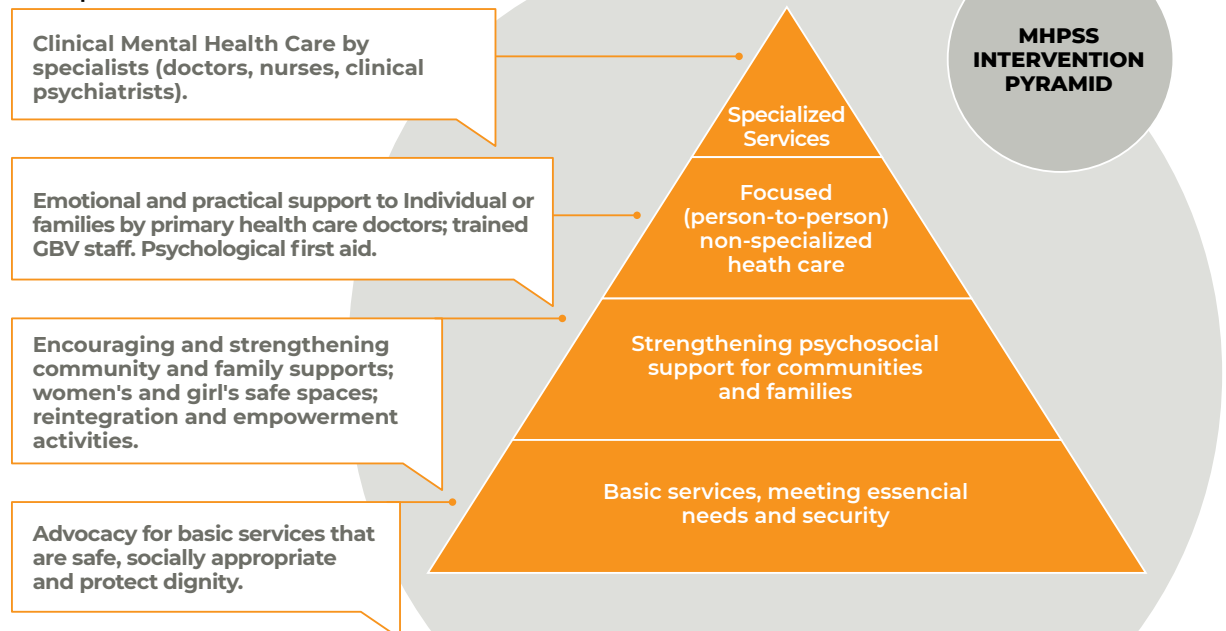 MHPSS
INTERVENTION
PYRAMID
Clinical Mental Health Care by
specialists (doctors, nurses, clinical
psychiatrists).
Specialized
Services
Emotional and practical support to Individual or
families by primary health care doctors; trained
GBV staff. Psychological first aid.
Focused
(person-to-person)
non-specialized
heath care
Encouraging and strengthening
community and family supports;
women's and girl's safe spaces;
reintegration and empowerment
activities.
Strengthening psychosocial
support for communities
and families
Advocacy for basic services that
are safe, socially appropriate
and protect dignity.
Basic services, meeting essencial
needs and security